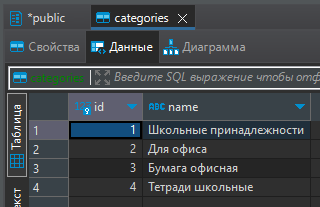 *public
categories
Свойства
Данные
Диаграмма
categories
Введите SQL выражение чтобы отф
Таблица
id
ABC name
1 1 Школьные принадлежности
2 2 Для офиса
3 3 Бумага офисная
4 4 Тетради школьные